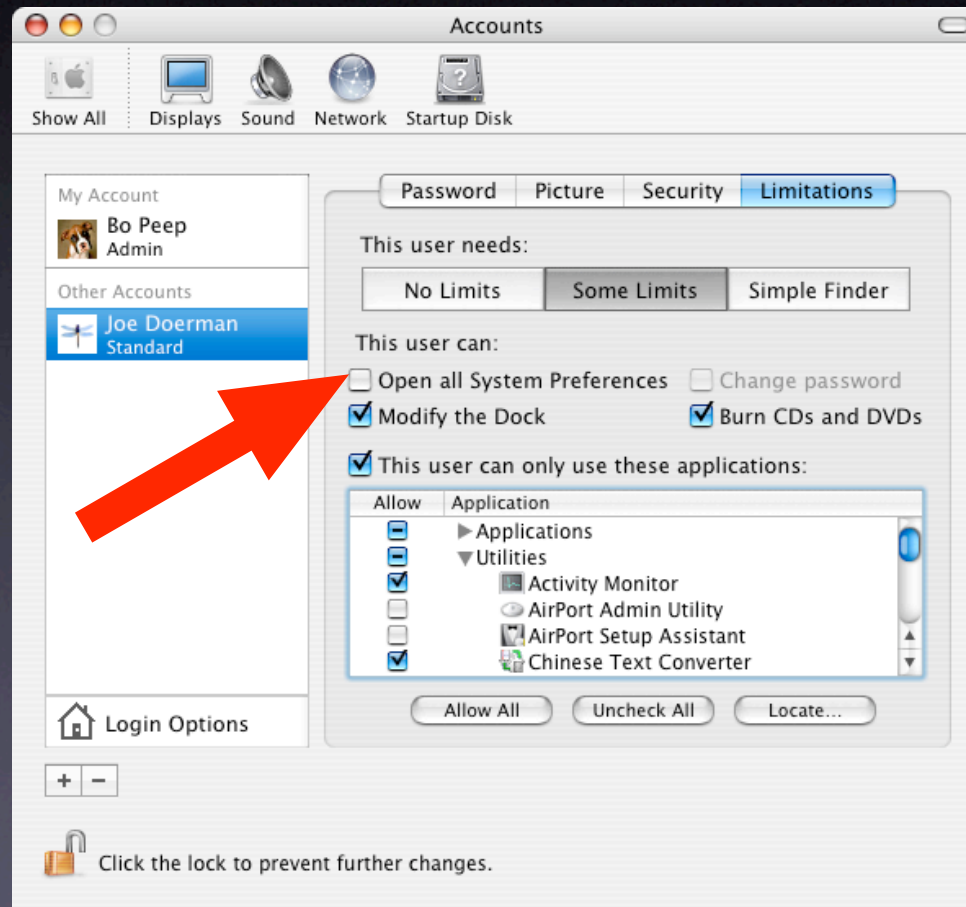 Accounts
Show All Displays Sound Network Startup Disk
My Account
Bo Peep
Admin
Other Accounts
Joe Doerman
Standard
Login Options
Password Picture Security Limitations
This user needs:
No Limits Some Limits Simple Finder
This user can:
Open all System Preferences Change password
Modify the Dock Burn CDs and DVDs
This user can only use these applications:
Allow Application
Applications
Utilities
Activity Monitor
AirPort Admin Utility
AirPort Setup Assistant
Chinese Text Converter
Allow All Uncheck All Locate...
+ −
Click the lock to prevent further changes.